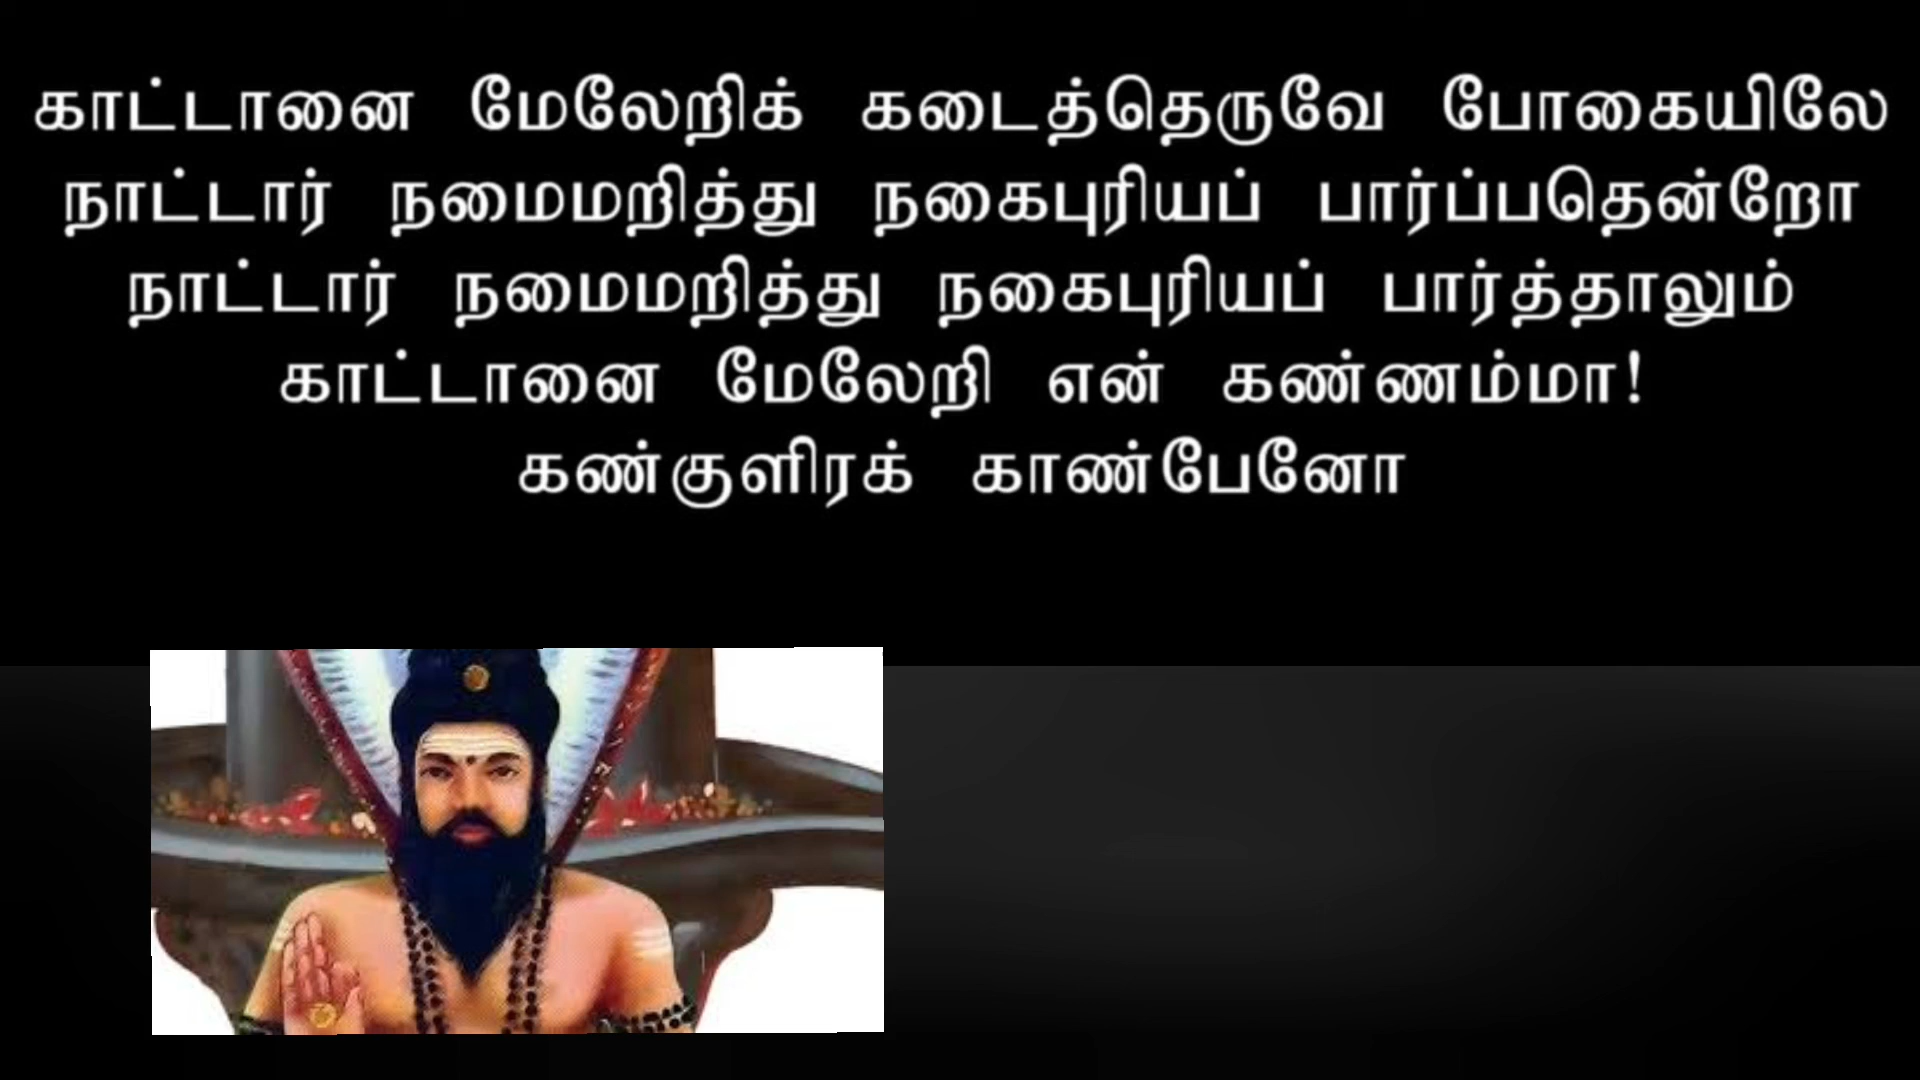 காட்டானை மேலேறிக் கடைத்தெருவே போகையிலே
நாட்டார் நமைமறித்து நகைபுரியப் பார்ப்பதென்றோ
நாட்டார் நமைமறித்து நகைபுரியப் பார்த்தாலும்
காட்டானை மேலேறி என் கண்ணம்மா!
கண்குளிரக் காண்பேனோ